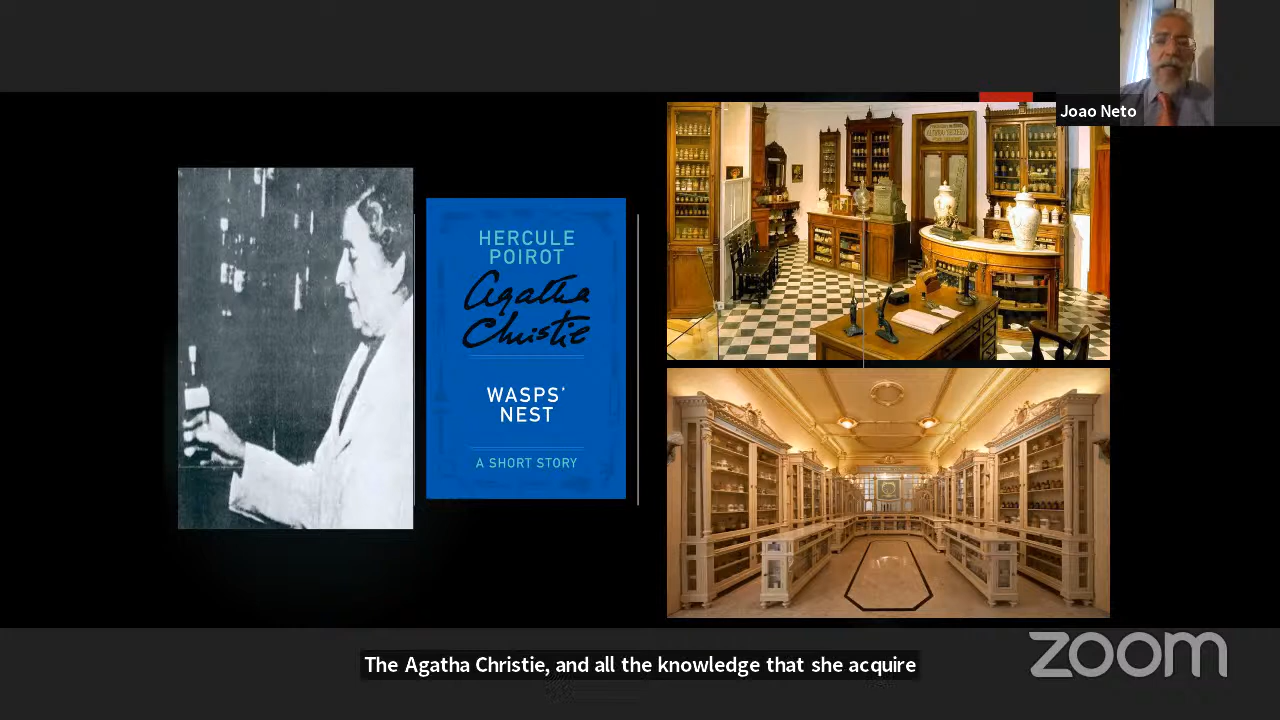 Joao Neto
HERCULE
POIROT
Agatha
Christie
WASPS'
NEST
A SHORT STORY
The Agatha Christie, and all the knowledge that she acquire
zoom